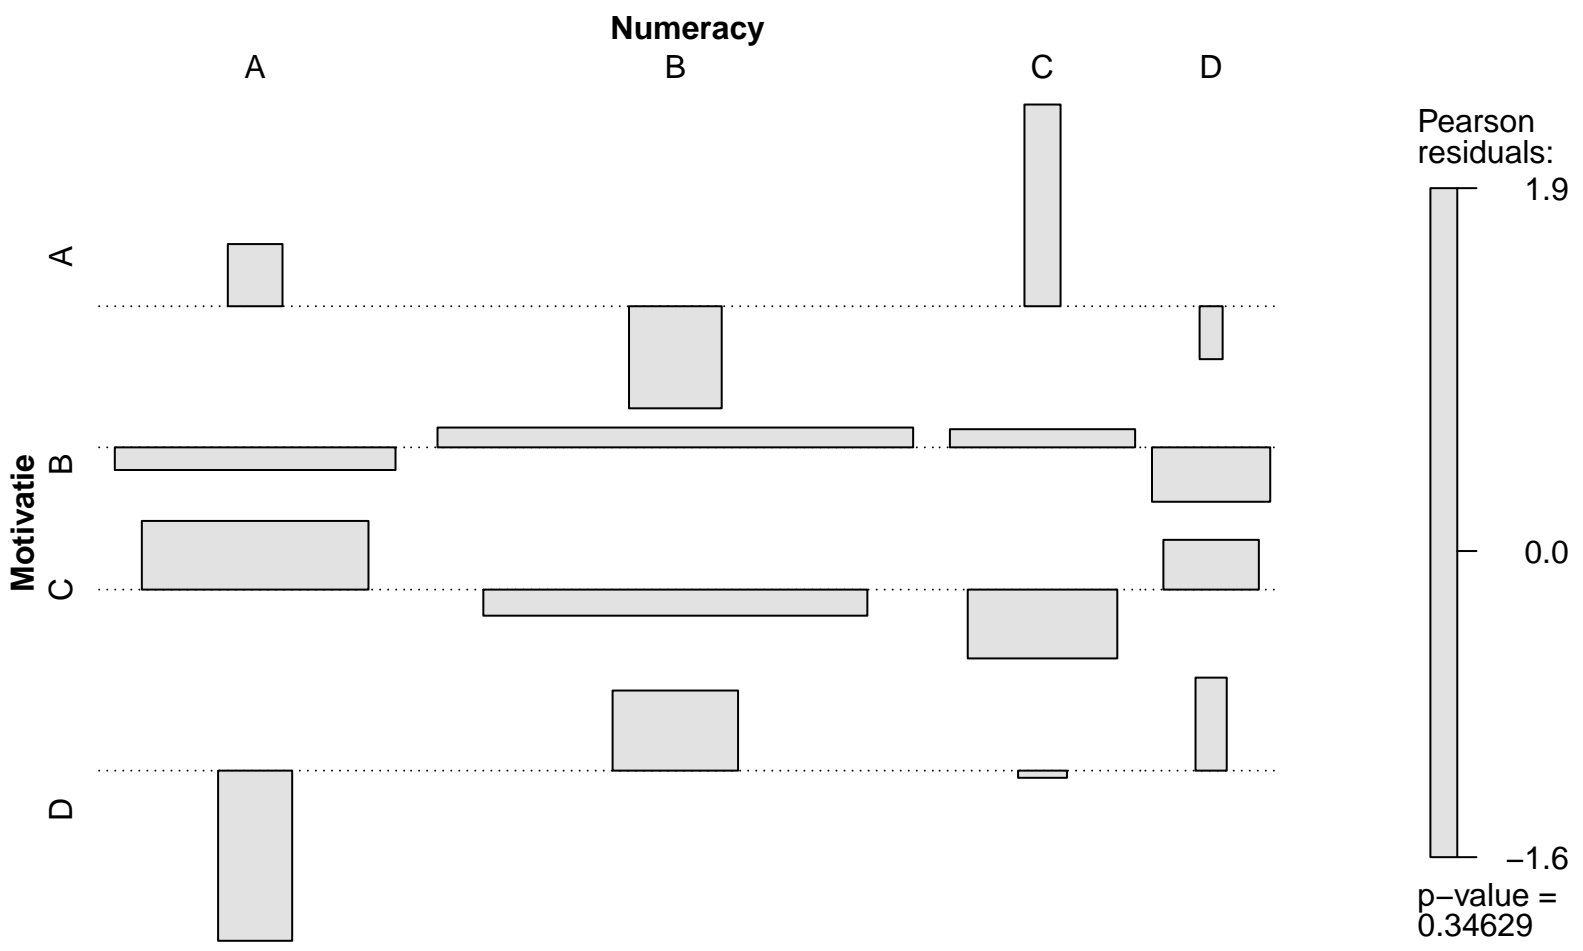 Numeracy
A B C D
Motivatie
A
B
C
D
Pearson
residuals:
1.9
0.0
−1.6
p−value =
0.34629